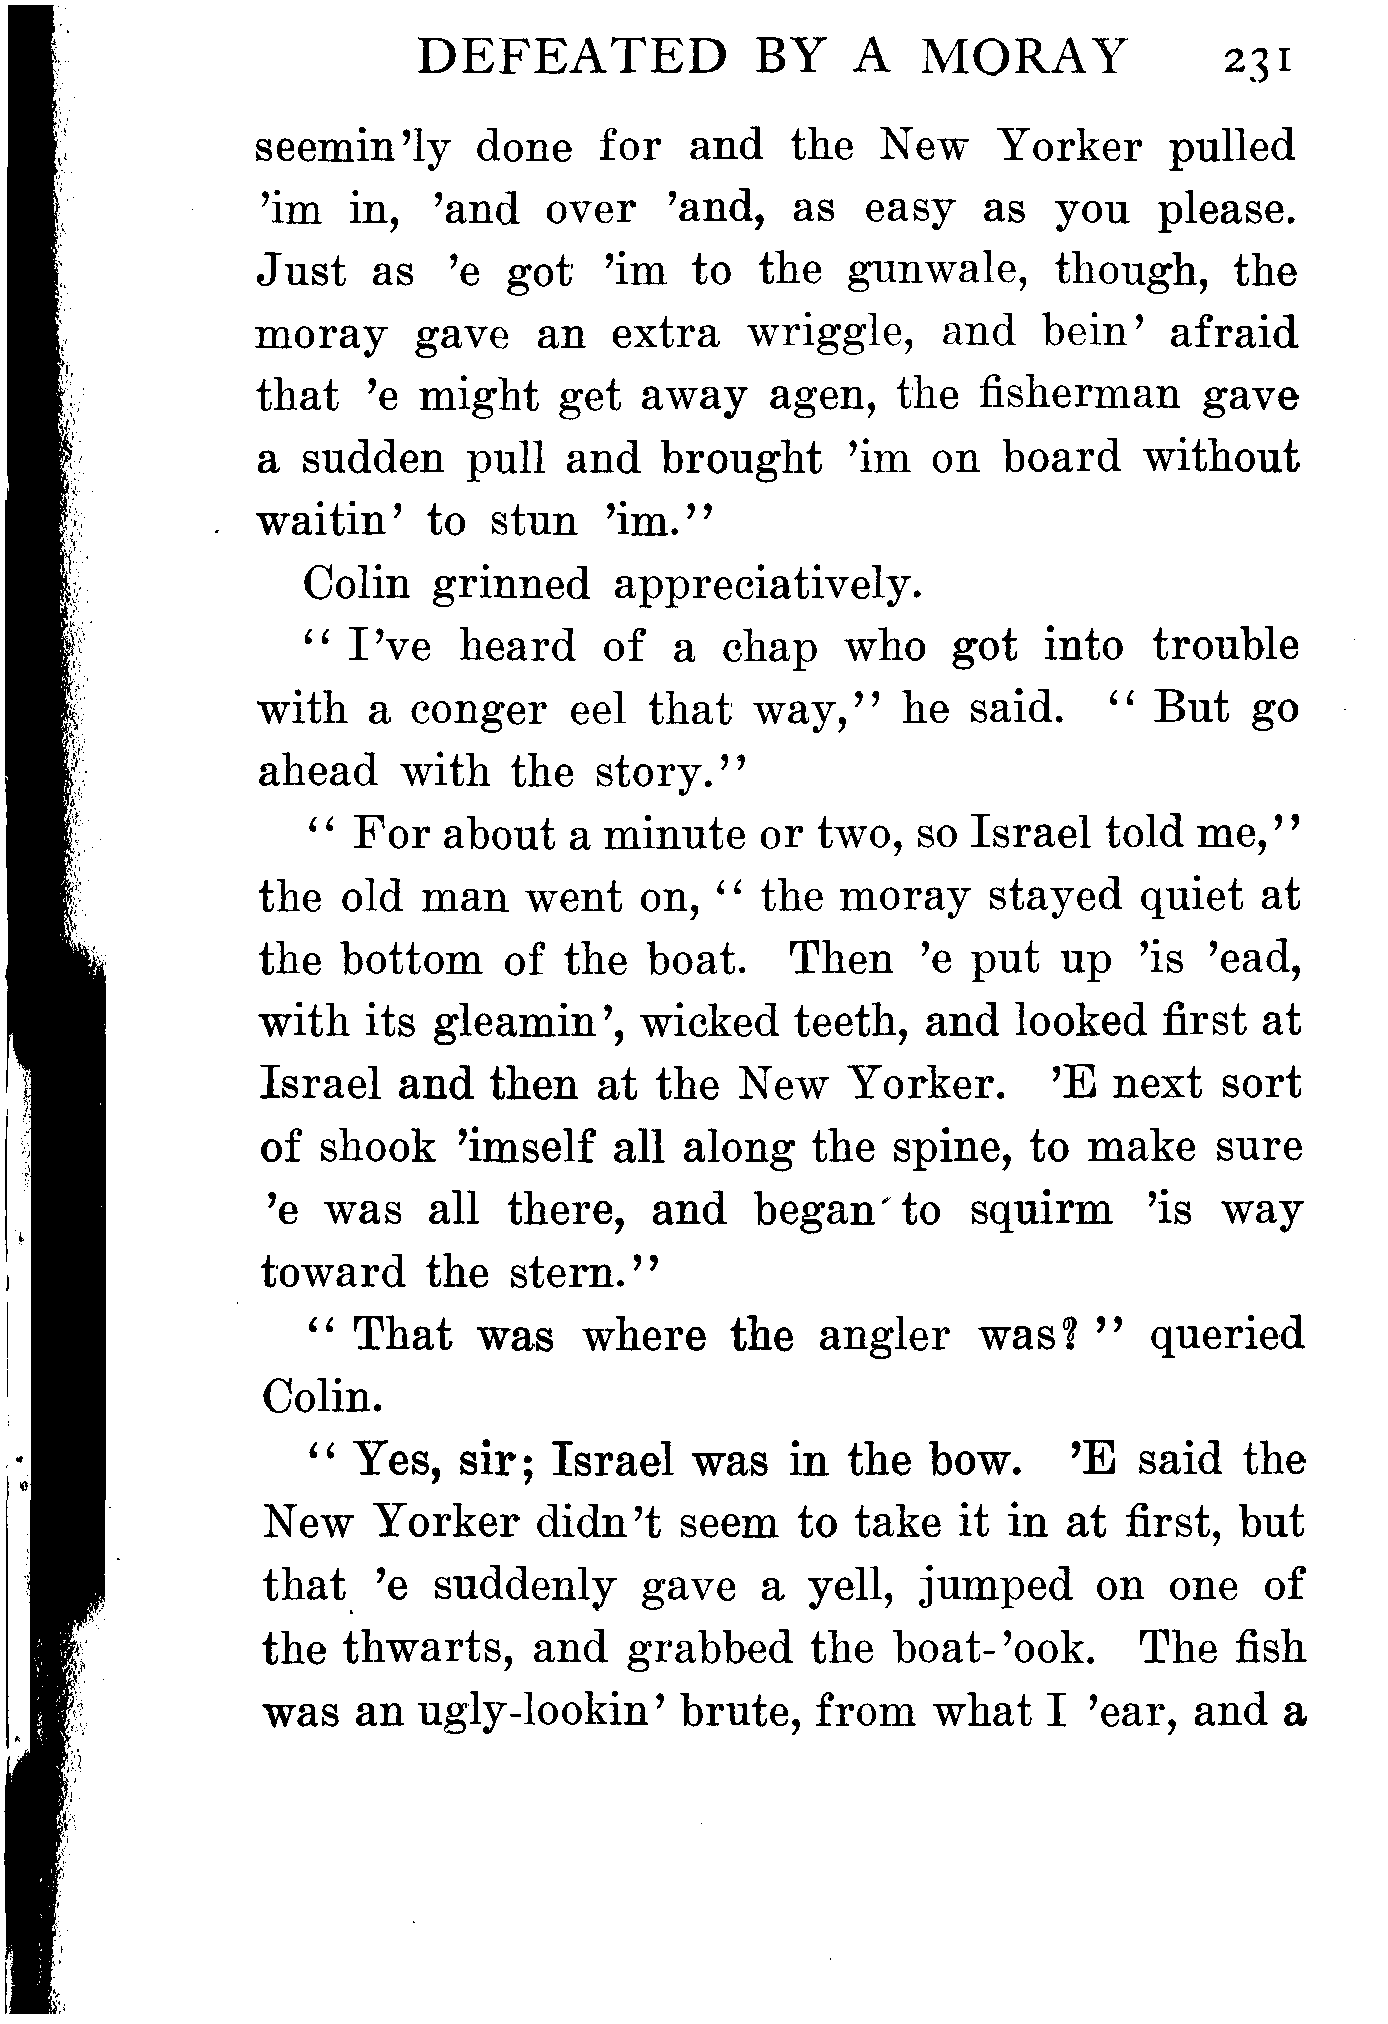 DEFEATED BY A MORAY 231
seemin'ly done for and the New Yorker pulled
'im in, 'and over 'and, as easy as you please.
Just as 'e got 'im to the gunwale, though, the
moray gave an extra wriggle, and bein' afraid
that 'e might get away agen, the fisherman gave
a sudden pull and brought 'im on board without
waitin' to stun 'im."
Colin grinned appreciatively.
"I've heard of a chap who got into trouble
with a conger eel that way," he said. "But go
ahead with the story."
"For about a minute or two, so Israel told me,"
the old man went on, "the moray stayed quiet at
the bottom of the boat. Then 'e put up 'is 'ead,
with its gleamin', wicked teeth, and looked first at
Israel and then at the New Yorker. 'E next sort
of shook 'imself all along the spine, to make sure
'e was all there, and began to squirm 'is way
toward the stern."
"That was where the angler was?" queried
Colin.
"Yes, sir; Israel was in the bow. 'E said the
New Yorker didn't seem to take it in at first, but
that 'e suddenly gave a yell, jumped on one of
the thwarts, and grabbed the boat-'ook. The fish
was an ugly-lookin' brute, from what I 'ear, and a